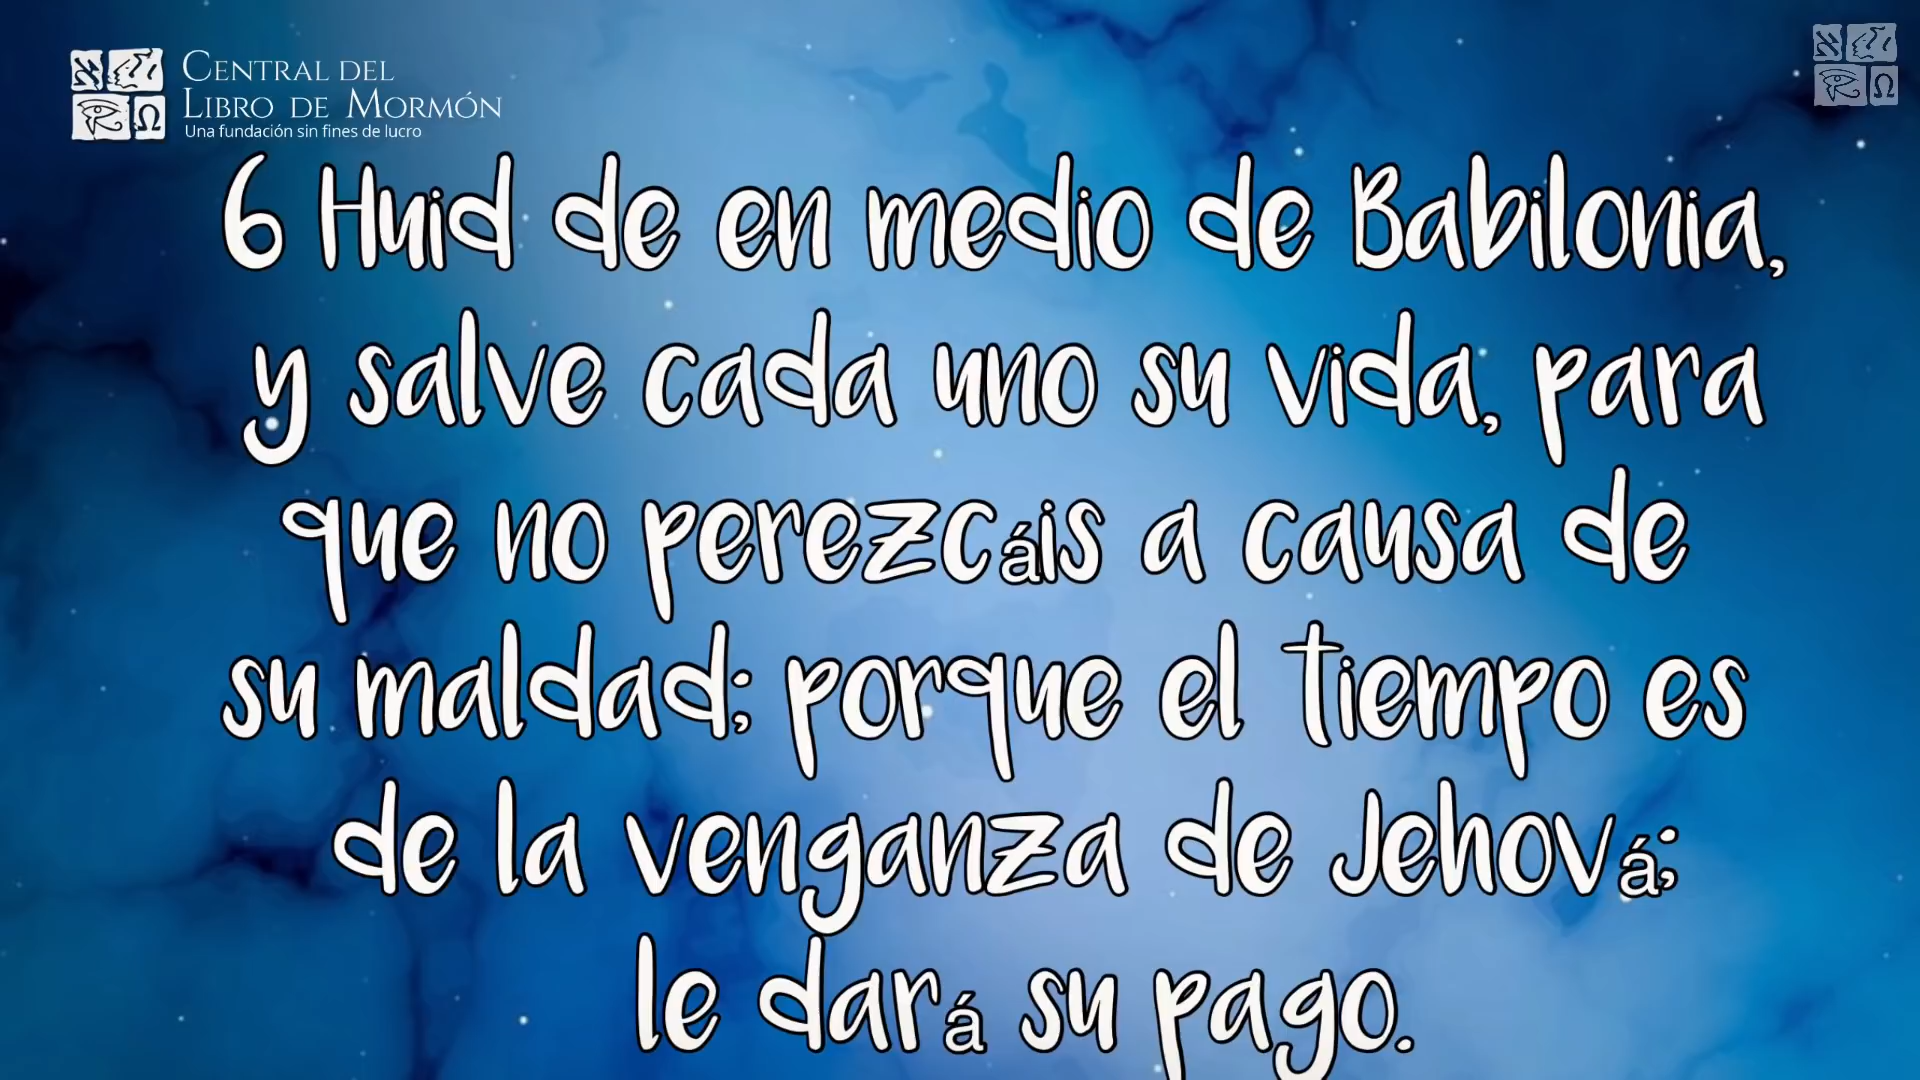 CENTRAL DEL
LIBRO DE MORMÓN
Una fundación sin fines de lucro
6 Huid de en medio de Babilonia,
y salve cada uno su vida, para
que no perezcáis a causa de
su maldad; porque el tiempo es
de la venganza de Jehová;
le dará su pago.